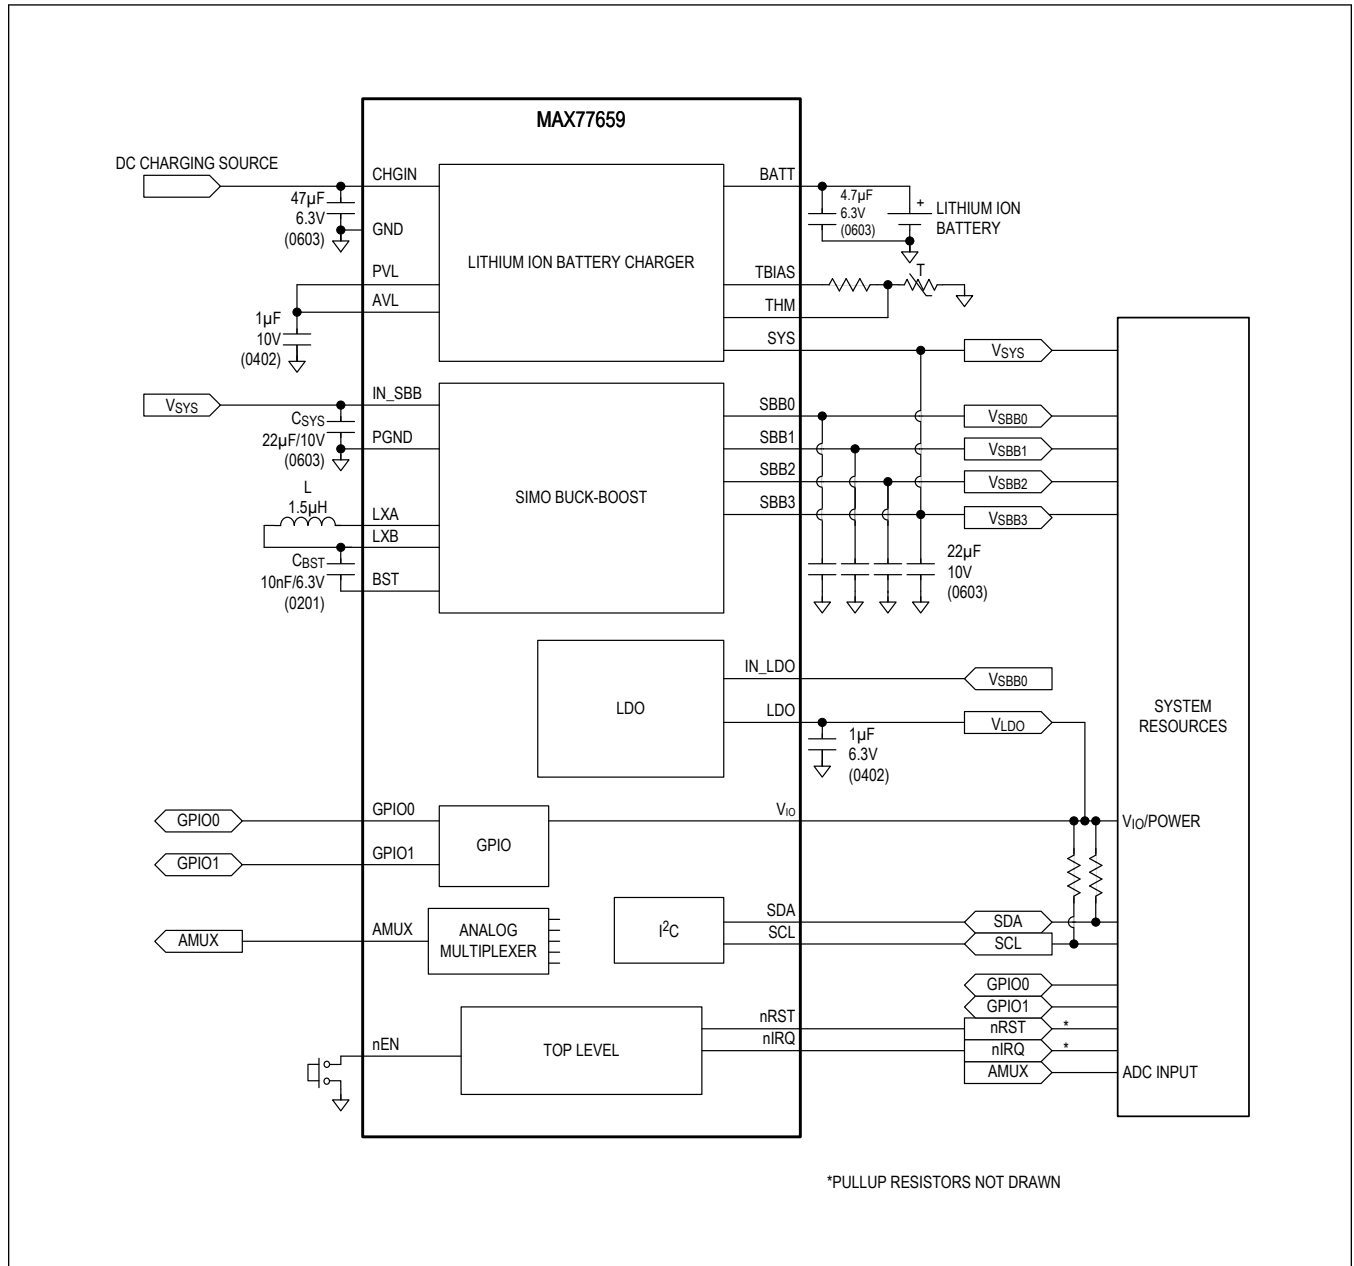 MAX77659
DC CHARGING SOURCE
CHGIN
47µF
6.3V
(0603)
GND
PVL
AVL
1µF
10V
(0402)
LITHIUM ION BATTERY CHARGER
BATT
4.7µF
6.3V
(0603)
+
LITHIUM ION
BATTERY
TBIAS
T
THM
SYS
VSYS
VSYS
IN_SBB
CSYS
22µF/10V
(0603)
PGND
L
1.5µH
LXA
LXB
CBST
10nF/6.3V
(0201)
BST
SIMO BUCK-BOOST
SBB0
VSBB0
SBB1
VSBB1
SBB2
VSBB2
SBB3
VSBB3
22µF
10V
(0603)
LDO
IN_LDO
VSBB0
LDO
VLDO
1µF
6.3V
(0402)
SYSTEM
RESOURCES
GPIO0
GPIO0
GPIO1
GPIO1
GPIO
VIO
VIO/POWER
AMUX
AMUX
ANALOG
MULTIPLEXER
I2C
SDA
SDA
SCL
SCL
GPIO0
GPIO1
nEN
TOP LEVEL
nRST
nRST
*
nIRQ
nIRQ
*
AMUX
ADC INPUT
*PULLUP RESISTORS NOT DRAWN